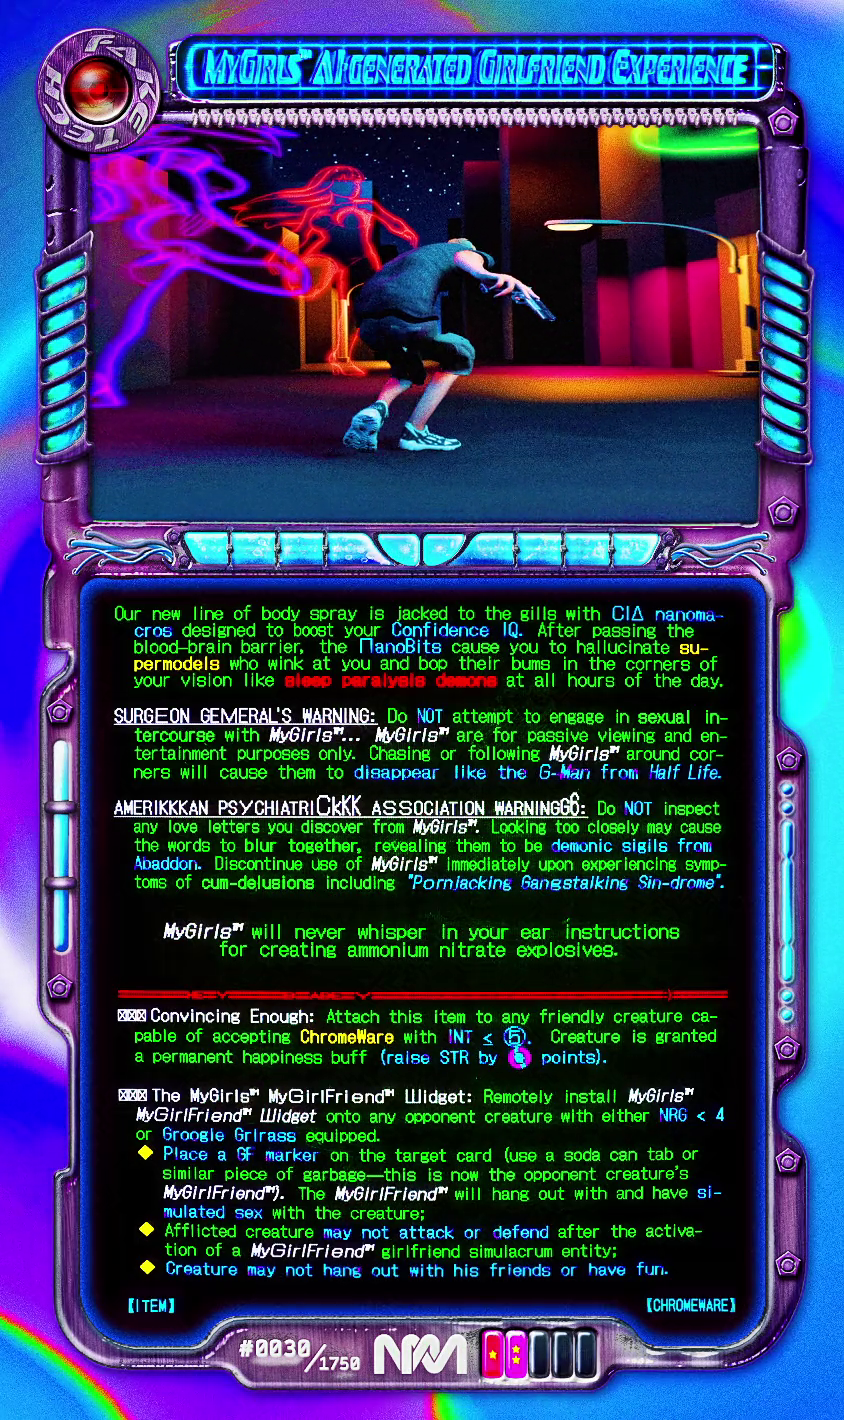 MyGirls™ AI-generated Girlfriend Experience
FAKE TECH
Our new line of body spray is jacked to the gills with CIΔ nanoma-
cros designed to boost your Confidence IQ. After passing the
blood-brain barrier, the ΠanoBits cause you to hallucinate su-
permodels who wink at you and bop their bums in the corners of
your vision like sleep paralysis demons at all hours of the day.
SURGEON GEMERAL'S WARNING: Do NOT attempt to engage in sexual in-
tercourse with MyGirls™... MyGirls™ are for passive viewing and en-
tertainment purposes only. Chasing or following MyGirls™ around cor-
ners will cause them to disappear like the G-Man from Half Life.
AMERIKKKAN PSYCHIATRICkKK ASSOCIATION WARNINGGG: Do NOT inspect
any love letters you discover from MyGirls™. Looking too closely may cause
the words to blur together, revealing them to be demonic sigils from
Abaddon. Discontinue use of MyGirls™ immediately upon experiencing symp-
toms of cum-delusions including "Pornjacking Gangstalking Sin-drome".
MyGirls™ will never whisper in your ear instructions
for creating ammonium nitrate explosives.
Convincing Enough: Attach this item to any friendly creature ca-
pable of accepting ChromeWare with INT < 5. Creature is granted
a permanent happiness buff (raise STR by points).
The MyGirls™ MyGirlFriend™ Шidget: Remotely install MyGirls™
MyGirlFriend™ Шidget onto any opponent creature with either NRG < 4
or Groogle Grlrass equipped.
◆ Place a GF marker on the target card (use a soda can tab or
similar piece of garbage—this is now the opponent creature's
MyGirlFriend™). The MyGirlFriend™ will hang out with and have si-
mulated sex with the creature;
◆ Afflicted creature may not attack or defend after the activa-
tion of a MyGirlFriend™ girlfriend simulacrum entity;
◆ Creature may not hang out with his friends or have fun.
【ITEM】
【CHROMEWARE】
#0030/1750